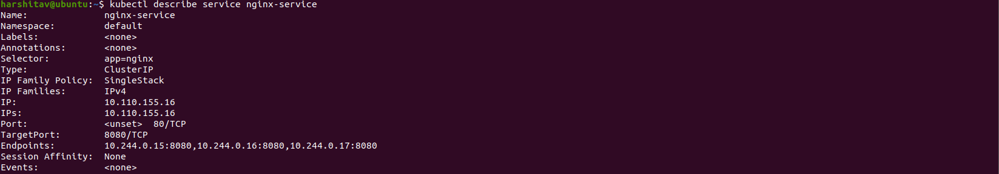 harshitav@ubuntu:~$ kubectl describe service nginx-service
Name:              nginx-service
Namespace:         default
Labels:            <none>
Annotations:       <none>
Selector:          app=nginx
Type:              ClusterIP
IP Family Policy:  SingleStack
IP Families:       IPv4
IP:                10.110.155.16
IPs:               10.110.155.16
Port:              <unset>  80/TCP
TargetPort:        8080/TCP
Endpoints:         10.244.0.15:8080,10.244.0.16:8080,10.244.0.17:8080
Session Affinity:  None
Events:            <none>